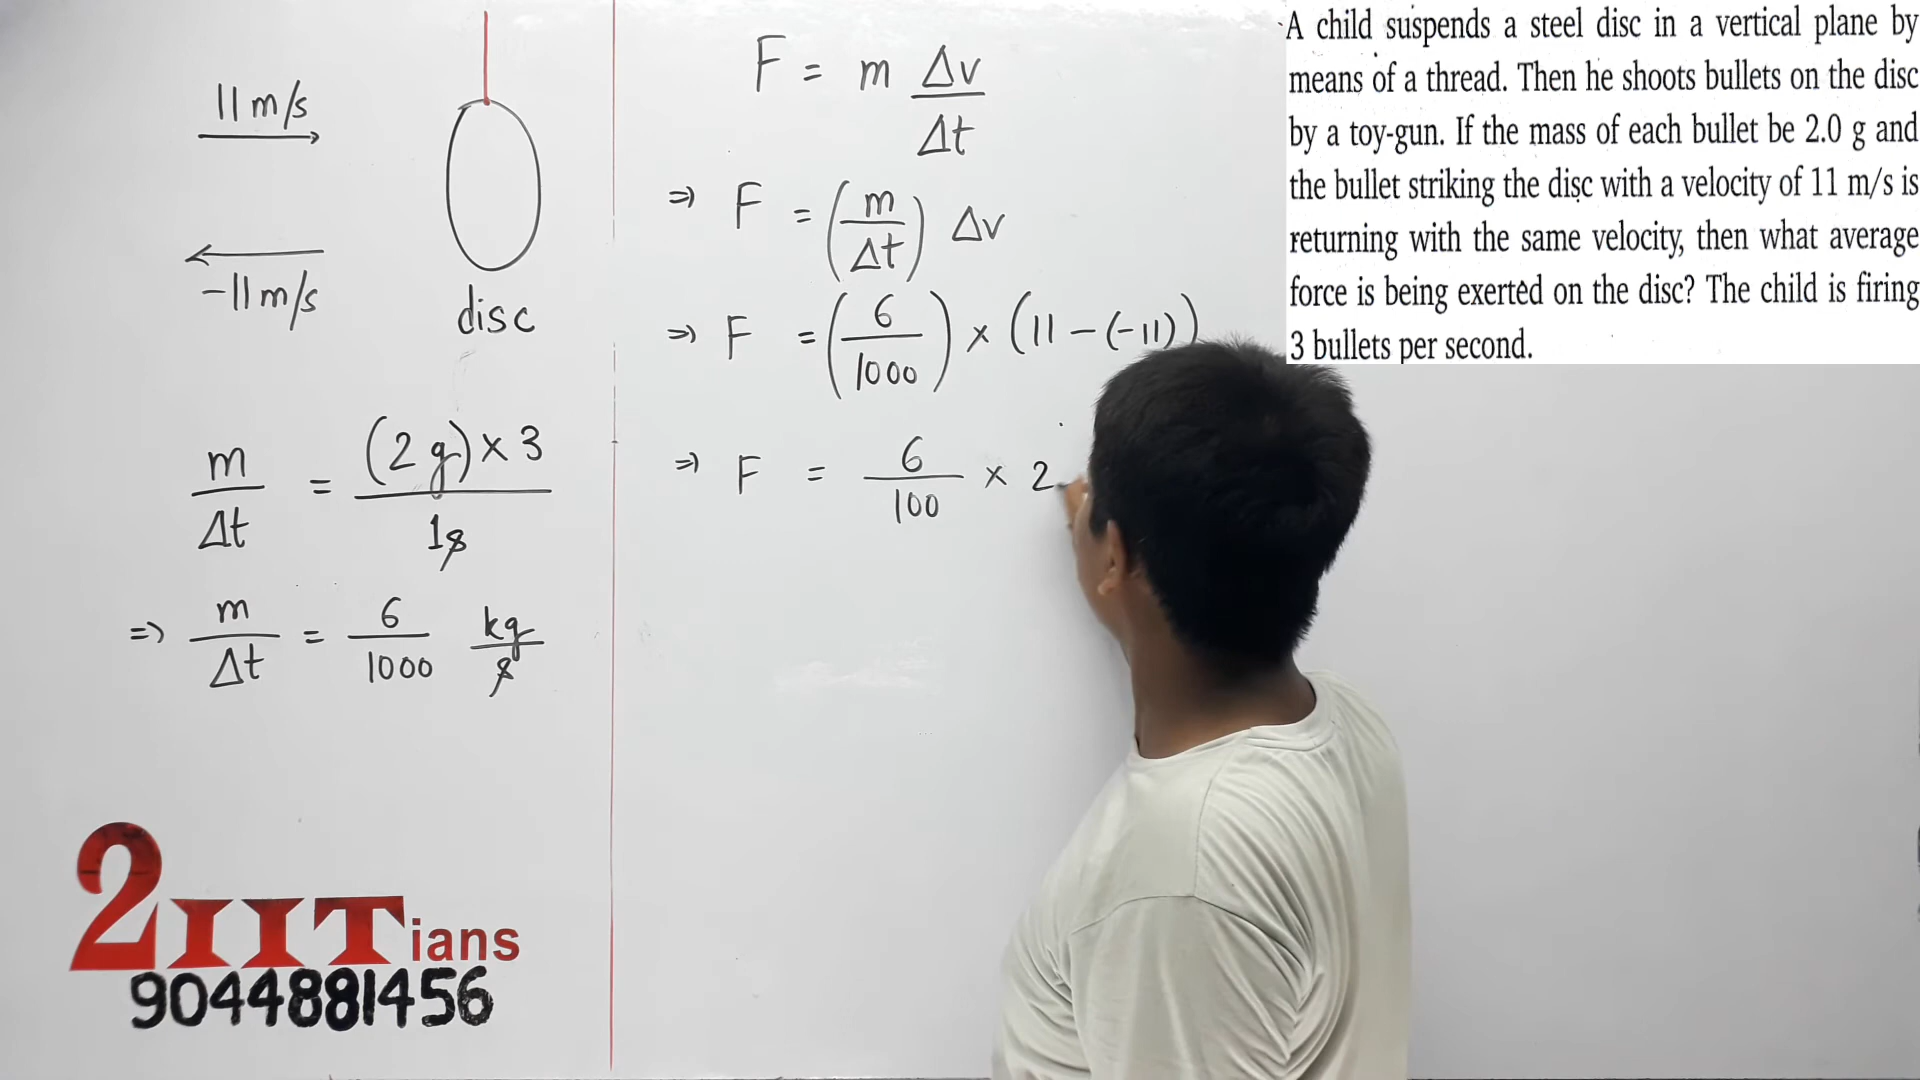 11 m/s
-11 m/s
disc
m/Δt = (2 g) × 3 / 1 s
⇒ m/Δt = 6/1000 kg/s
F = m Δv/Δt
⇒ F = (m/Δt) Δv
⇒ F = (6/1000) × (11 - (-11))
⇒ F = 6/100 × 2
A child suspends a steel disc in a vertical plane by
means of a thread. Then he shoots bullets on the disc
by a toy-gun. If the mass of each bullet be 2.0 g and
the bullet striking the disc with a velocity of 11 m/s is
returning with the same velocity, then what average
force is being exerted on the disc? The child is firing
3 bullets per second.
2IITians
9044881456